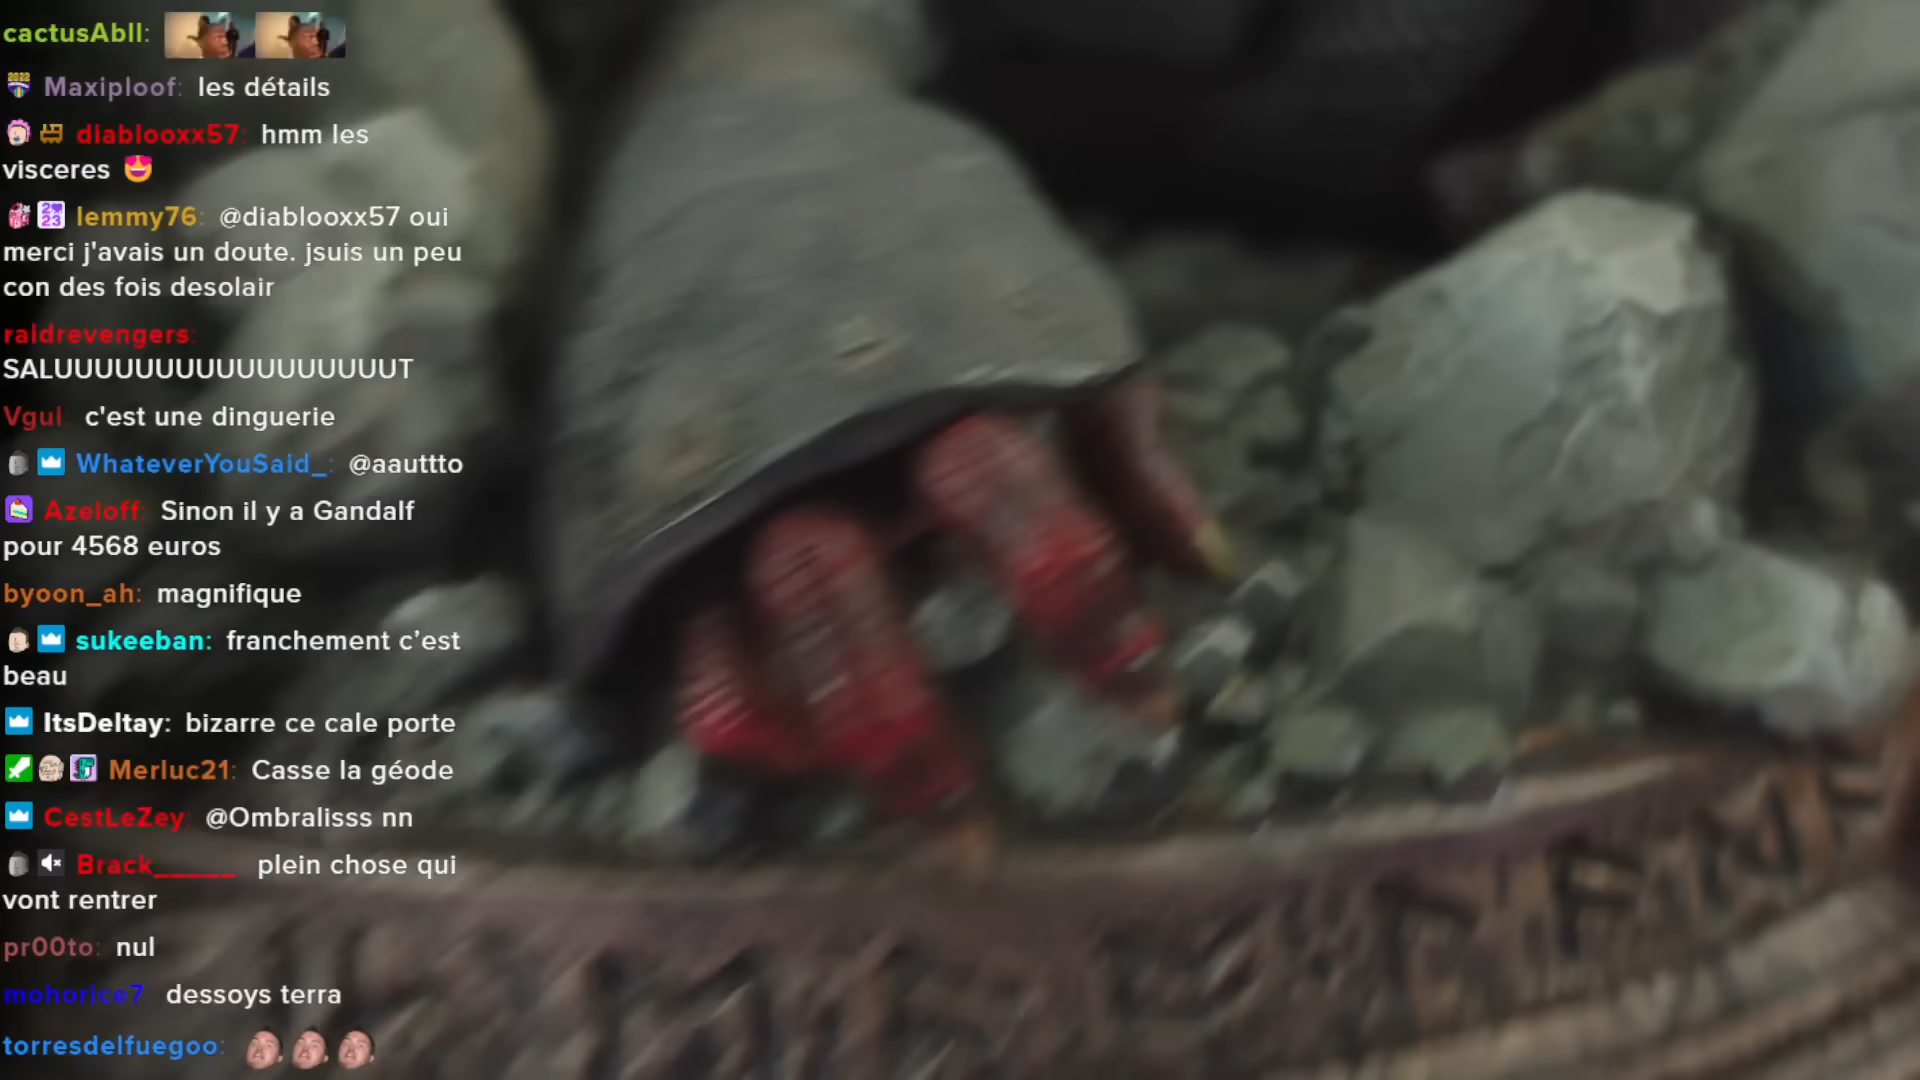 cactusAbll:
Maxiploof: les détails
diablooxx57: hmm les
visceres
lemmy76: @diablooxx57 oui
merci j'avais un doute. jsuis un peu
con des fois desolair
raidrevengers:
SALUUUUUUUUUUUUUUUUUT
Vgui: c'est une dinguerie
WhateverYouSaid_: @aauttto
Azeloff: Sinon il y a Gandalf
pour 4568 euros
byoon_ah: magnifique
sukeeban: franchement c’est
beau
ItsDeltay: bizarre ce cale porte
Merluc21: Casse la géode
CestLeZey: @Ombralisss nn
Brack_____: plein chose qui
vont rentrer
pr00to: nul
mohorice7: dessoys terra
torresdelfuegoo: